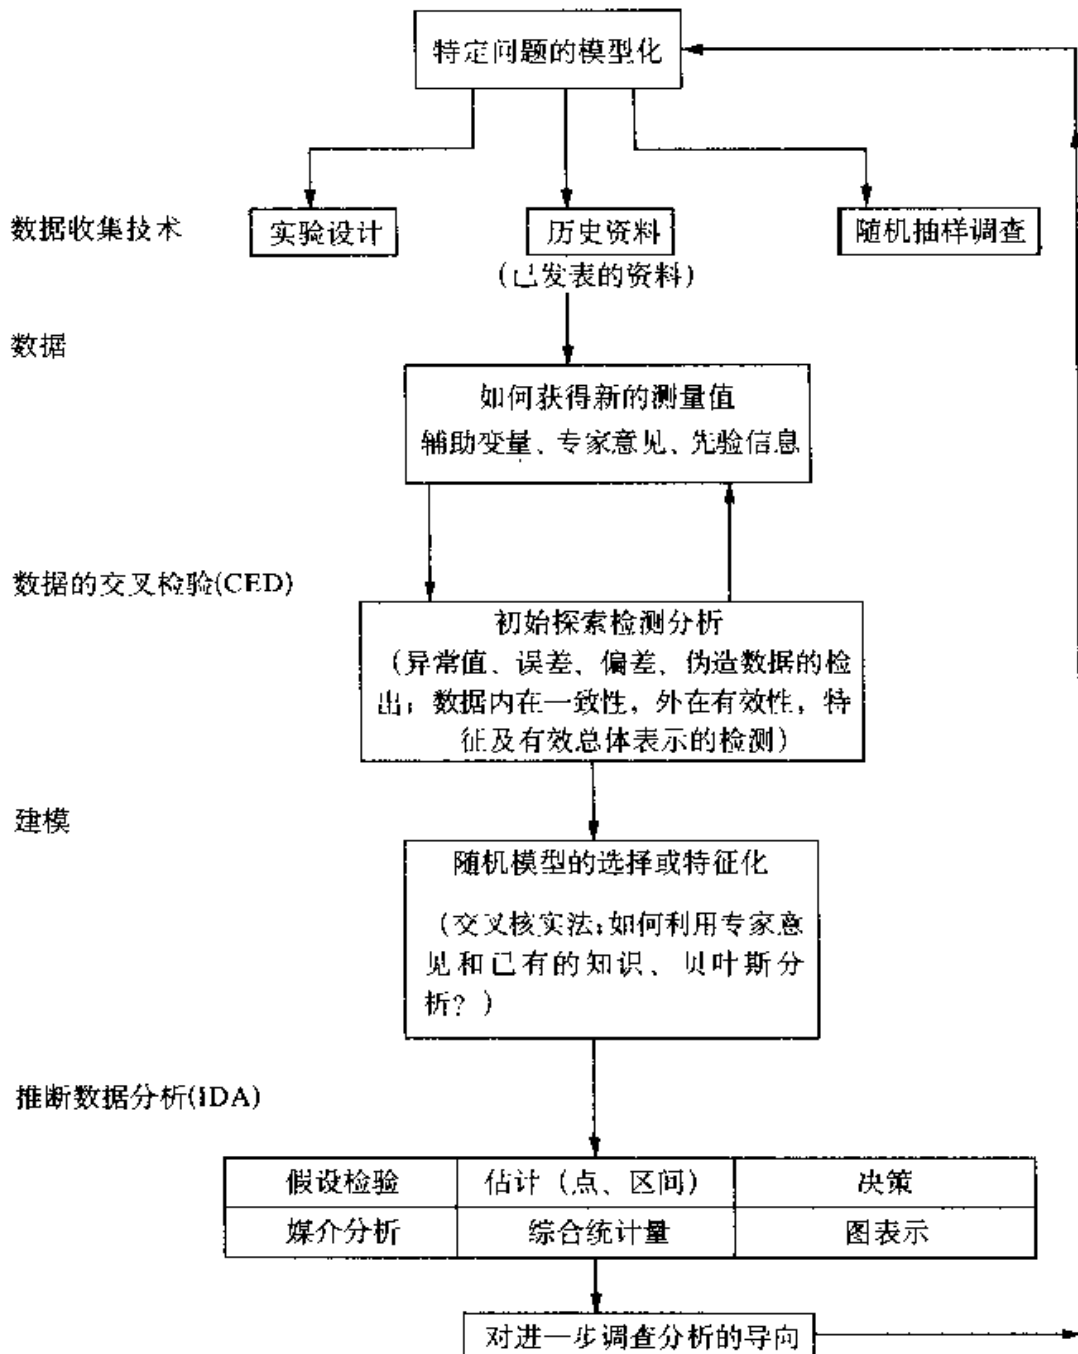 特定问题的模型化
数据收集技术
实验设计
历史资料
随机抽样调查
(已发表的资料)
数据
如何获得新的测量值
辅助变量、专家意见、先验信息
数据的交叉检验(CED)
初始探索检测分析
(异常值、误差、偏差、伪造数据的检
出;数据内在一致性,外在有效性,特
征及有效总体表示的检测)
建模
随机模型的选择或特征化
(交叉核实法;如何利用专家意
见和已有的知识、贝叶斯分
析?)
推断数据分析(IDA)
假设检验
估计(点、区间)
决策
媒介分析
综合统计量
图表示
对进一步调查分析的导向